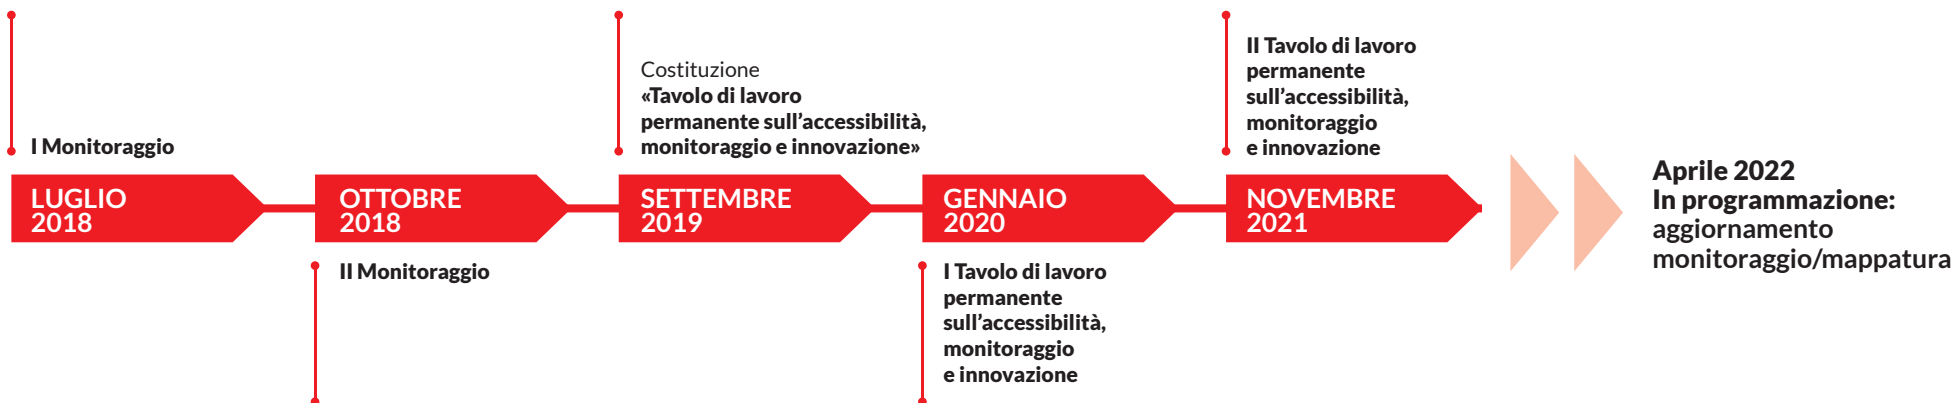 I Monitoraggio
LUGLIO
2018
OTTOBRE
2018
II Monitoraggio
Costituzione
«Tavolo di lavoro
permanente sull’accessibilità,
monitoraggio e innovazione»
SETTEMBRE
2019
GENNAIO
2020
I Tavolo di lavoro
permanente
sull’accessibilità,
monitoraggio
e innovazione
II Tavolo di lavoro
permanente
sull’accessibilità,
monitoraggio
e innovazione
NOVEMBRE
2021
Aprile 2022
In programmazione:
aggiornamento
monitoraggio/mappatura